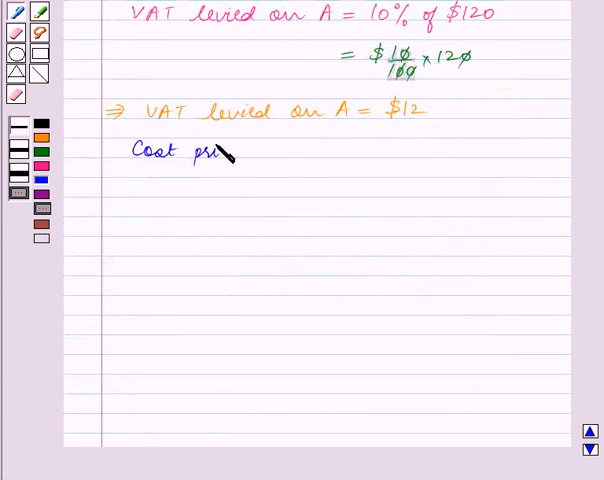 VAT levied on A = 10% of $120
= $ 10/100 × 120
⇒ VAT levied on A = $12
Cost pri